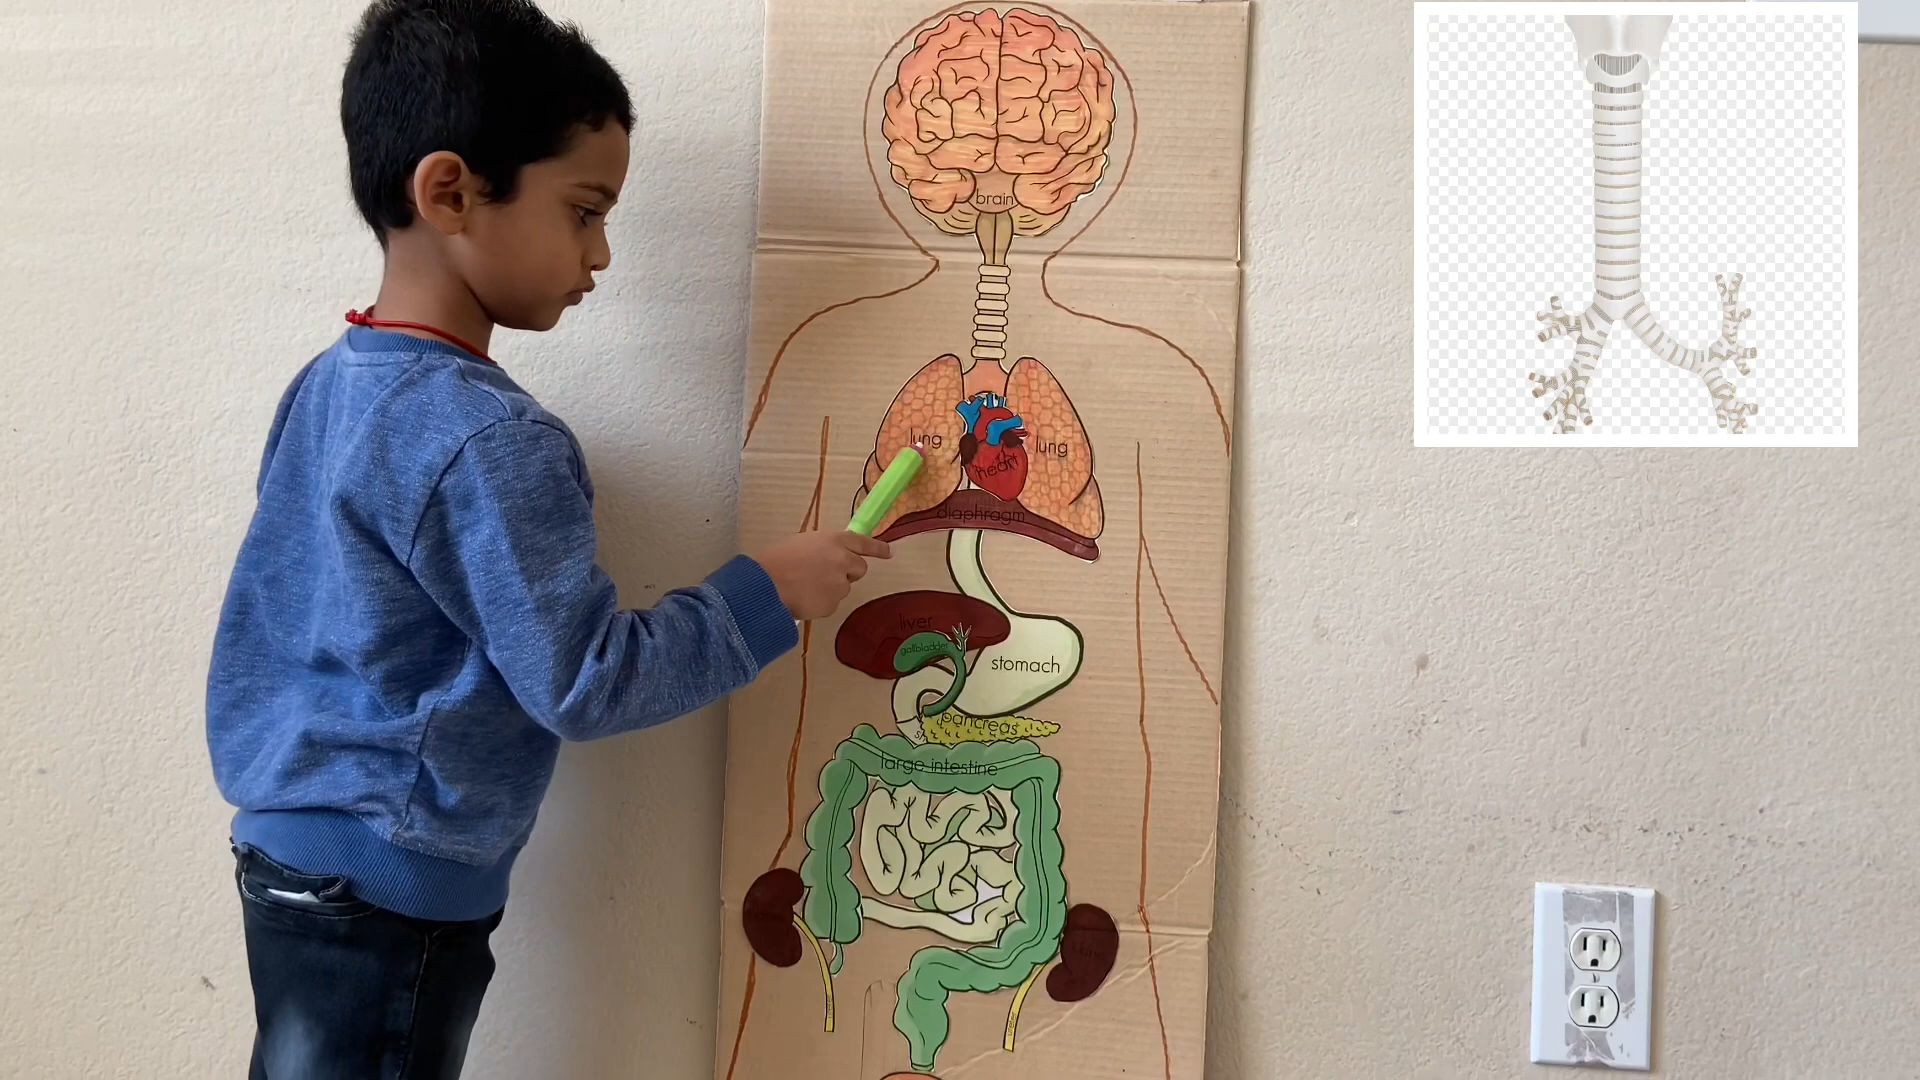 brain
lung
lung
heart
diaphragm
liver
gallbladder
stomach
pancreas
large intestine